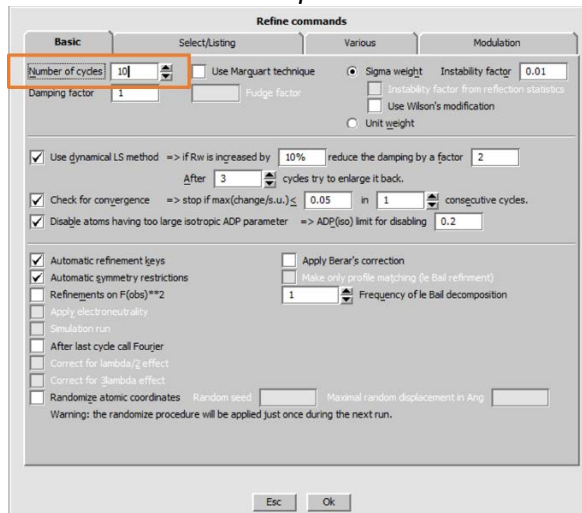 Refine commands
Basic Select/Listing Various Modulation
Number of cycles 10 Use Marquart technique Sigma weight Instability factor 0.01
Damping factor 1 Fudge factor Instability factor from reflection statistics
Use Wilson's modification
Unit weight
Use dynamical LS method => if Rw is increased by 10% reduce the damping by a factor 2
After 3 cycles try to enlarge it back.
Check for convergence => stop if max(change/s.u.)≤ 0.05 in 1 consecutive cycles.
Disable atoms having too large isotropic ADP parameter => ADP(iso) limit for disabling 0.2
Automatic refinement keys Apply Berar's correction
Automatic symmetry restrictions Make only profile matching (le Bail refinment)
Refinements on F(obs)**2 1 Frequency of le Bail decomposition
Apply electroneutrality
Simulation run
After last cycle call Fourier
Correct for lambda/2 effect
Correct for 3lambda effect
Randomize atomic coordinates Random seed Maximal random displacement in Ang
Warning: the randomize procedure will be applied just once during the next run.
Esc Ok